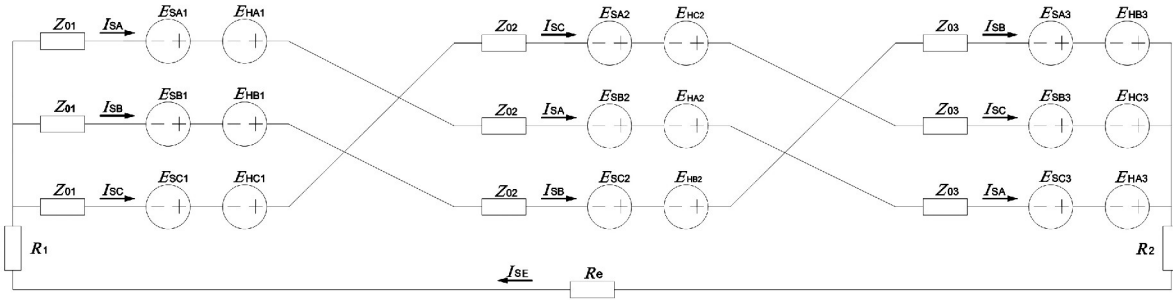 Z01 ISA ESA1 EHA1 Z02 ISC ESA2 EHC2 Z03 ISB ESA3 EHB3
Z01 ISB ESB1 EHB1 Z02 ISA ESB2 EHA2 Z03 ISC ESB3 EHC3
Z01 ISC ESC1 EHC1 Z02 ISB ESC2 EHB2 Z03 ISA ESC3 EHA3
R1 R2
ISE Re